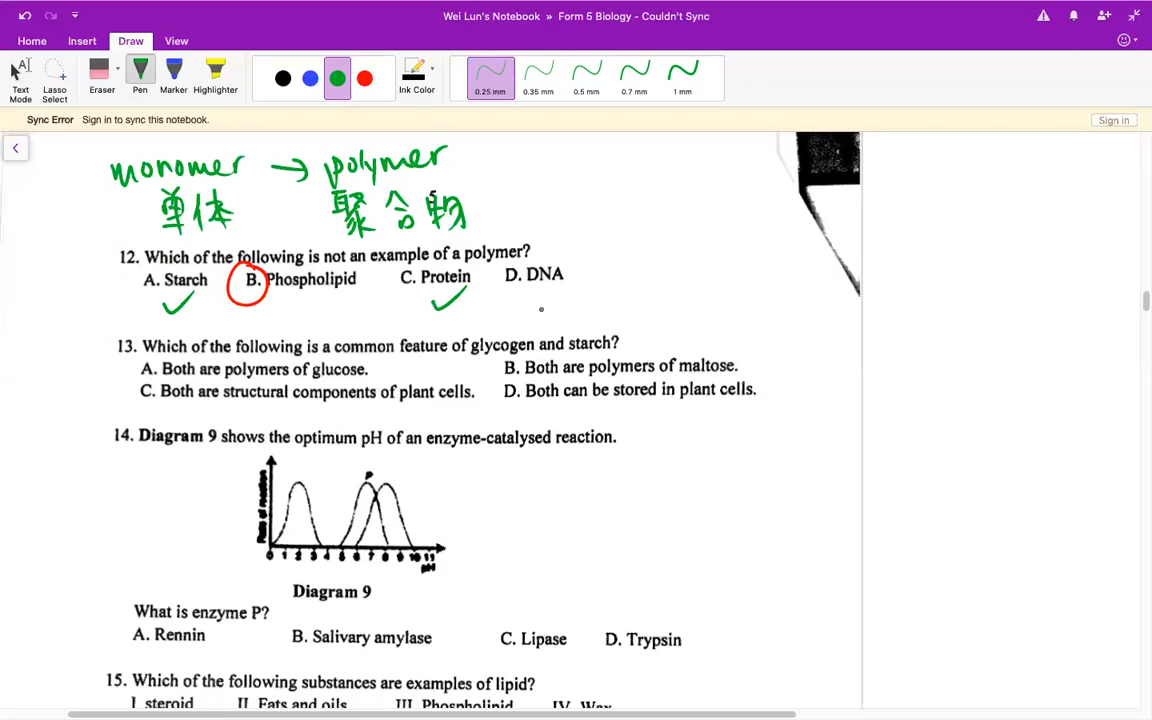 Wei Lun's Notebook » Form 5 Biology - Couldn't Sync
Home Insert Draw View
Text Mode
Lasso Select
Eraser
Pen
Marker
Highlighter
Ink Color
0.25 mm
0.35 mm
0.5 mm
0.7 mm
1 mm
Sync Error Sign in to sync this notebook.
Sign in
monomer → polymer
单体 聚合物
5
12. Which of the following is not an example of a polymer?
A. Starch B. Phospholipid C. Protein D. DNA
13. Which of the following is a common feature of glycogen and starch?
A. Both are polymers of glucose. B. Both are polymers of maltose.
C. Both are structural components of plant cells. D. Both can be stored in plant cells.
14. Diagram 9 shows the optimum pH of an enzyme-catalysed reaction.
P
Rate of reaction
0 1 2 3 4 5 6 7 8 9 10 11
pH
Diagram 9
What is enzyme P?
A. Rennin B. Salivary amylase C. Lipase D. Trypsin
15. Which of the following substances are examples of lipid?
I steroid II Fats and oils III Phospholipid IV Wax